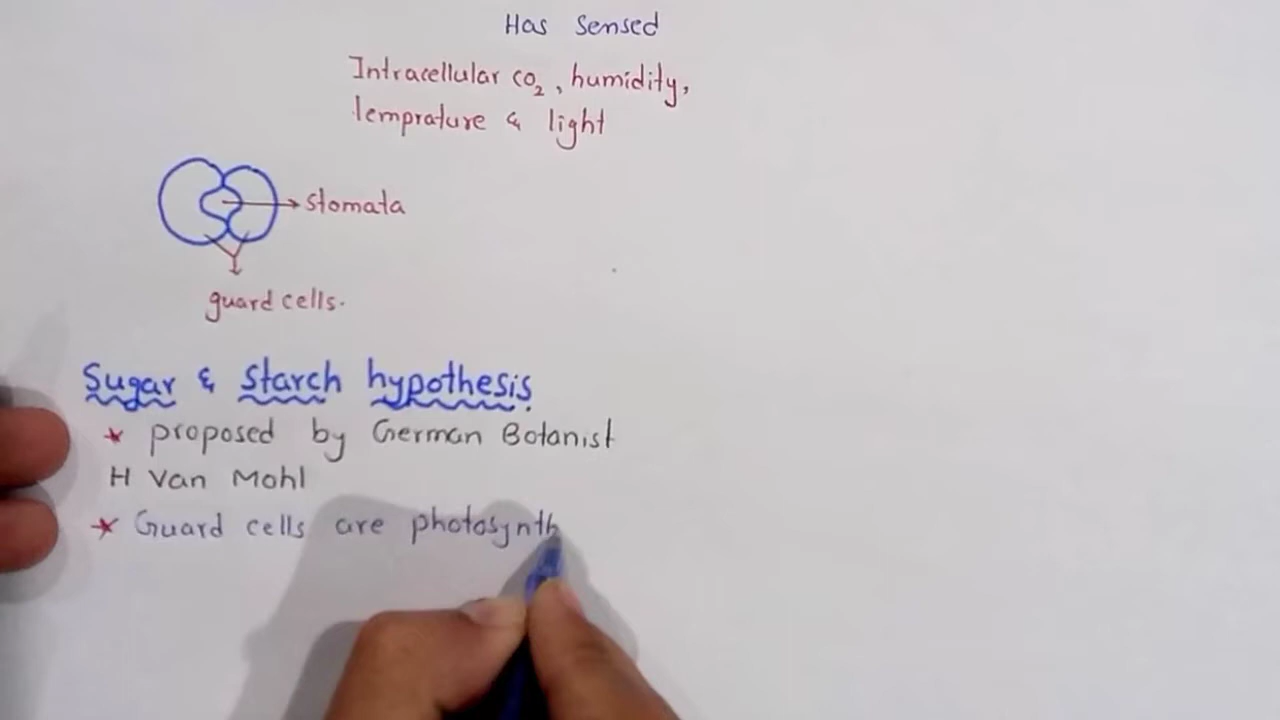 Has Sensed
Intracellular CO₂, humidity,
temprature & light
stomata
guard cells.
Sugar & Starch hypothesis
* proposed by German Botanist
H Van Mohl
* Guard cells are photosynth